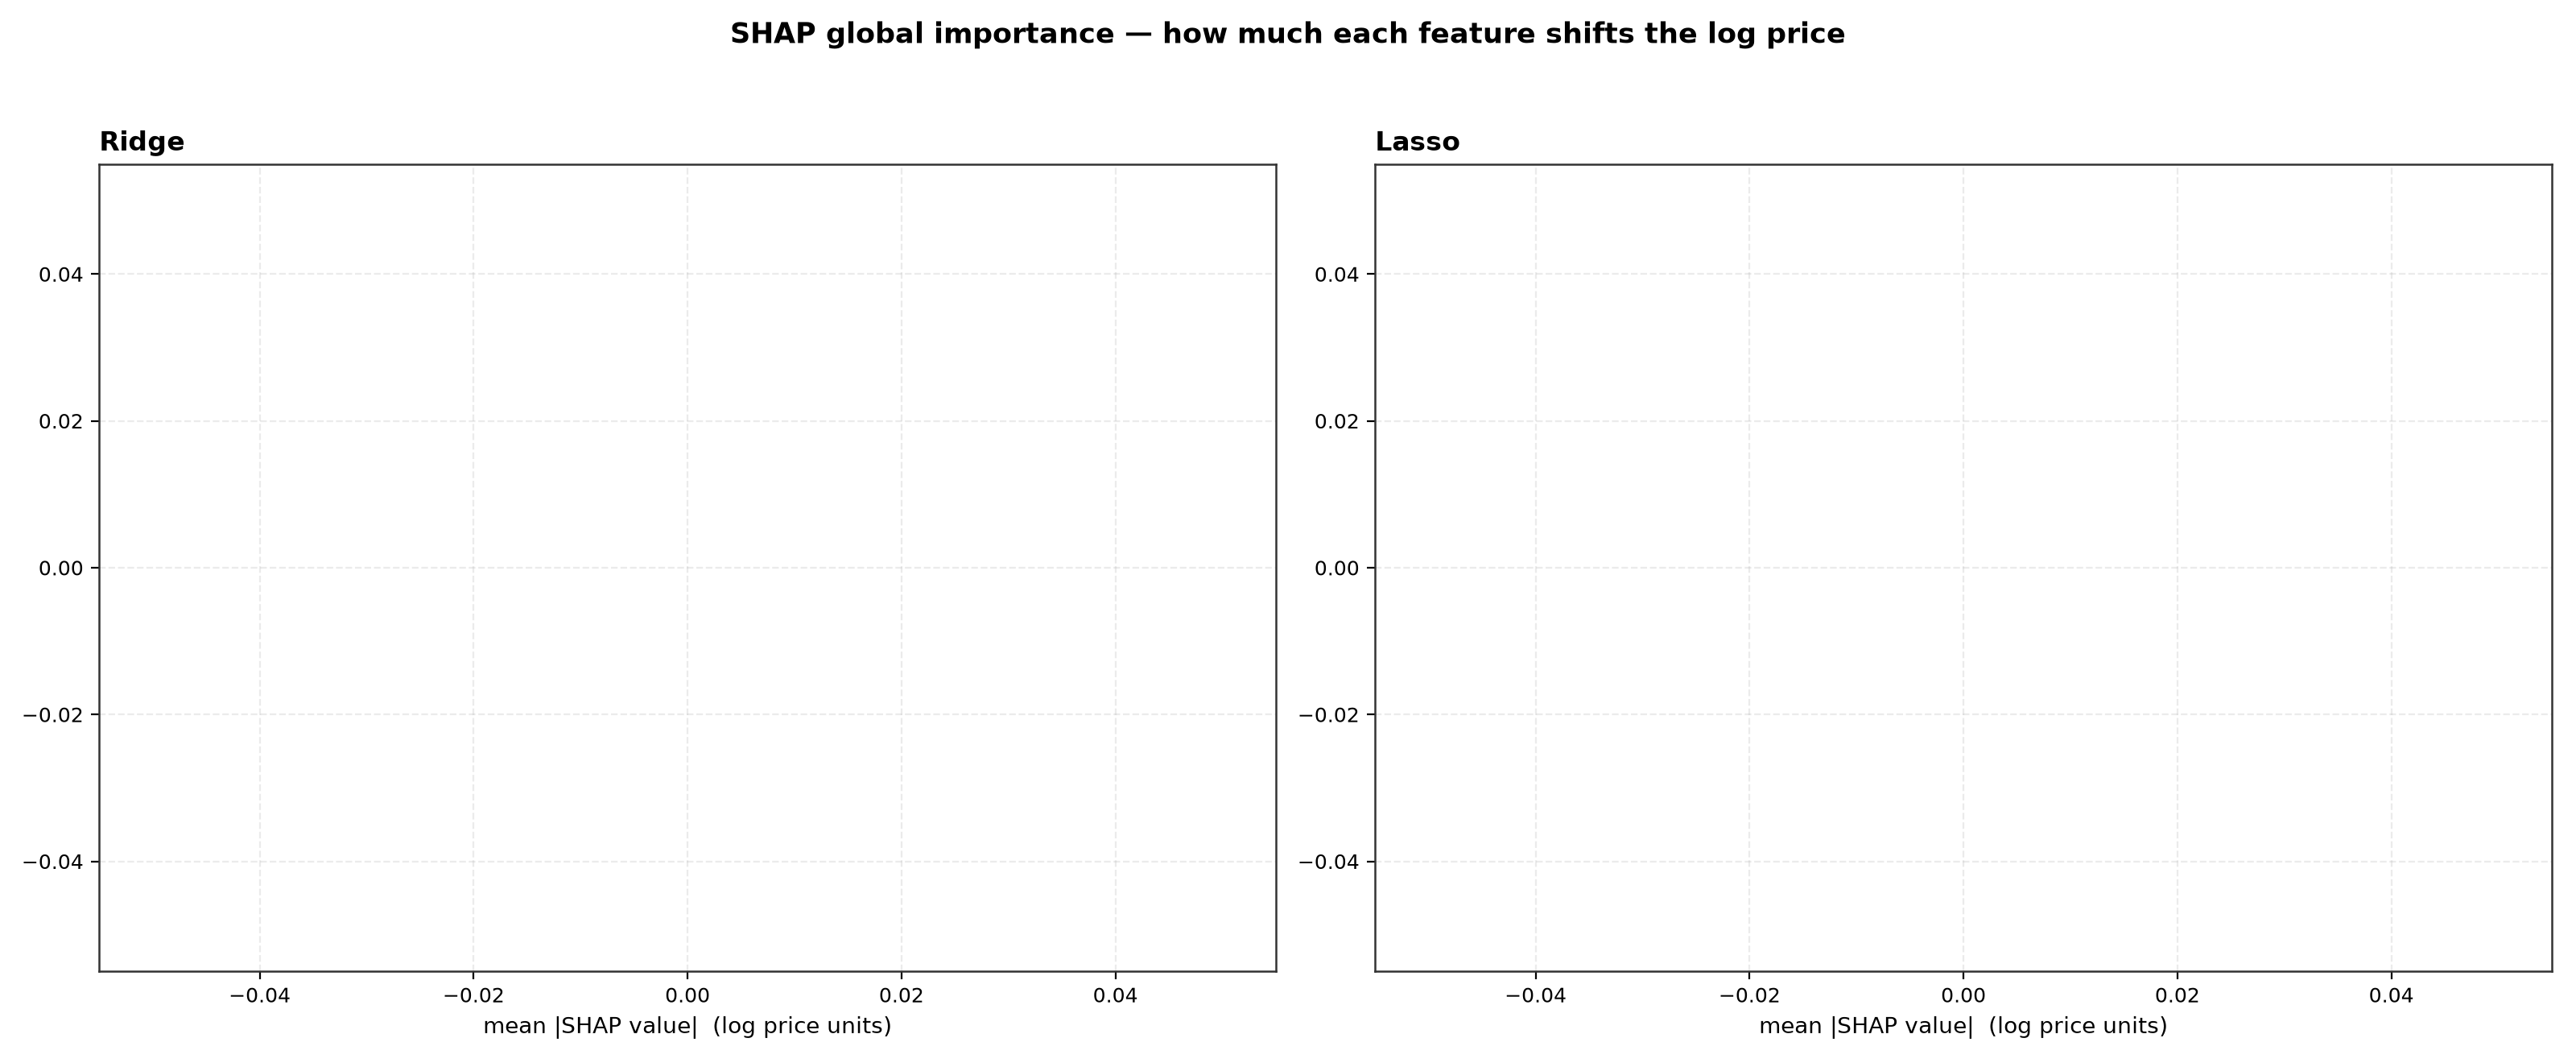 SHAP global importance — how much each feature shifts the log price
Ridge
0.04
0.02
0.00
−0.02
−0.04
−0.04 −0.02 0.00 0.02 0.04
mean |SHAP value|  (log price units)
Lasso
0.04
0.02
0.00
−0.02
−0.04
−0.04 −0.02 0.00 0.02 0.04
mean |SHAP value|  (log price units)